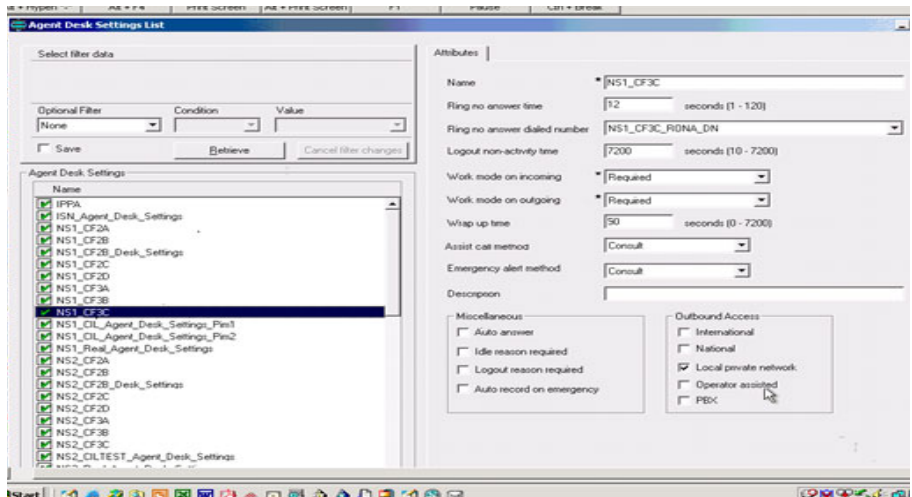 Alt + F4
Print Screen
Alt + Print Screen
F1
Pause
Ctrl + Break
Agent Desk Settings List
Select filter data
Optional Filter
Condition
Value
None
Save
Retrieve
Cancel filter changes
Agent Desk Settings
Name
IPPA
ISN_Agent_Desk_Settings
NS1_CF2A
NS1_CF2B
NS1_CF2B_Desk_Settings
NS1_CF2C
NS1_CF2D
NS1_CF3A
NS1_CF3B
NS1_CF3C
NS1_CIL_Agent_Desk_Settings_Pim1
NS1_CIL_Agent_Desk_Settings_Pim2
NS1_Real_Agent_Desk_Settings
NS2_CF2A
NS2_CF2B
NS2_CF2B_Desk_Settings
NS2_CF2C
NS2_CF2D
NS2_CF3A
NS2_CF3B
NS2_CF3C
NS2_CILTEST_Agent_Desk_Settings
Attributes
Name * NS1_CF3C
Ring no answer time 12 seconds (1 - 120)
Ring no answer dialed number NS1_CF3C_RONA_DN
Logout non-activity time 7200 seconds (10 - 7200)
Work mode on incoming * Required
Work mode on outgoing * Required
Wrap up time 50 seconds (0 - 7200)
Assist call method Consult
Emergency alert method Consult
Description
Miscellaneous
Auto answer
Idle reason required
Logout reason required
Auto record on emergency
Outbound Access
International
National
Local private network
Operator assisted
PBX
Start